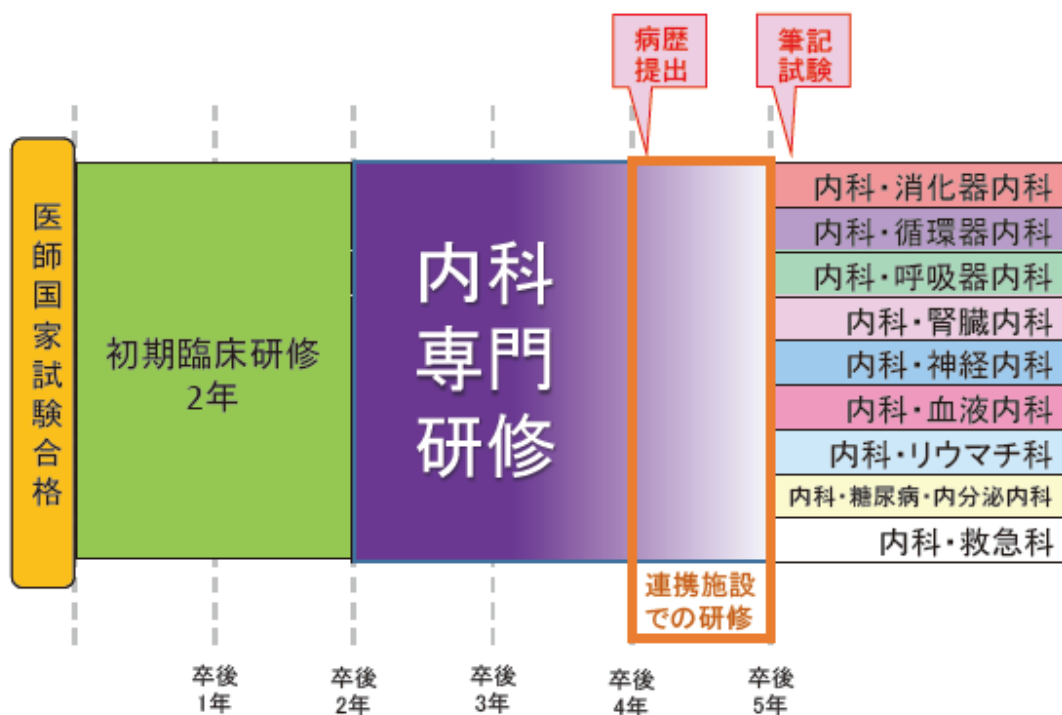 病歴
提出
筆記
試験
医師国家試験合格
初期臨床研修
2年
内科
専門
研修
内科・消化器内科
内科・循環器内科
内科・呼吸器内科
内科・腎臓内科
内科・神経内科
内科・血液内科
内科・リウマチ科
内科・糖尿病・内分泌内科
内科・救急科
連携施設
での研修
卒後
1年
卒後
2年
卒後
3年
卒後
4年
卒後
5年